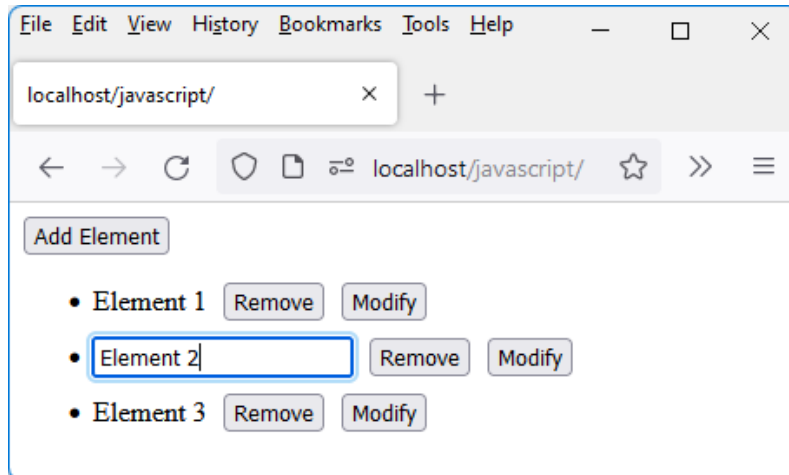 File Edit View History Bookmarks Tools Help
localhost/javascript/
localhost/javascript/
Add Element
Element 1 Remove Modify
Element 2 Remove Modify
Element 3 Remove Modify